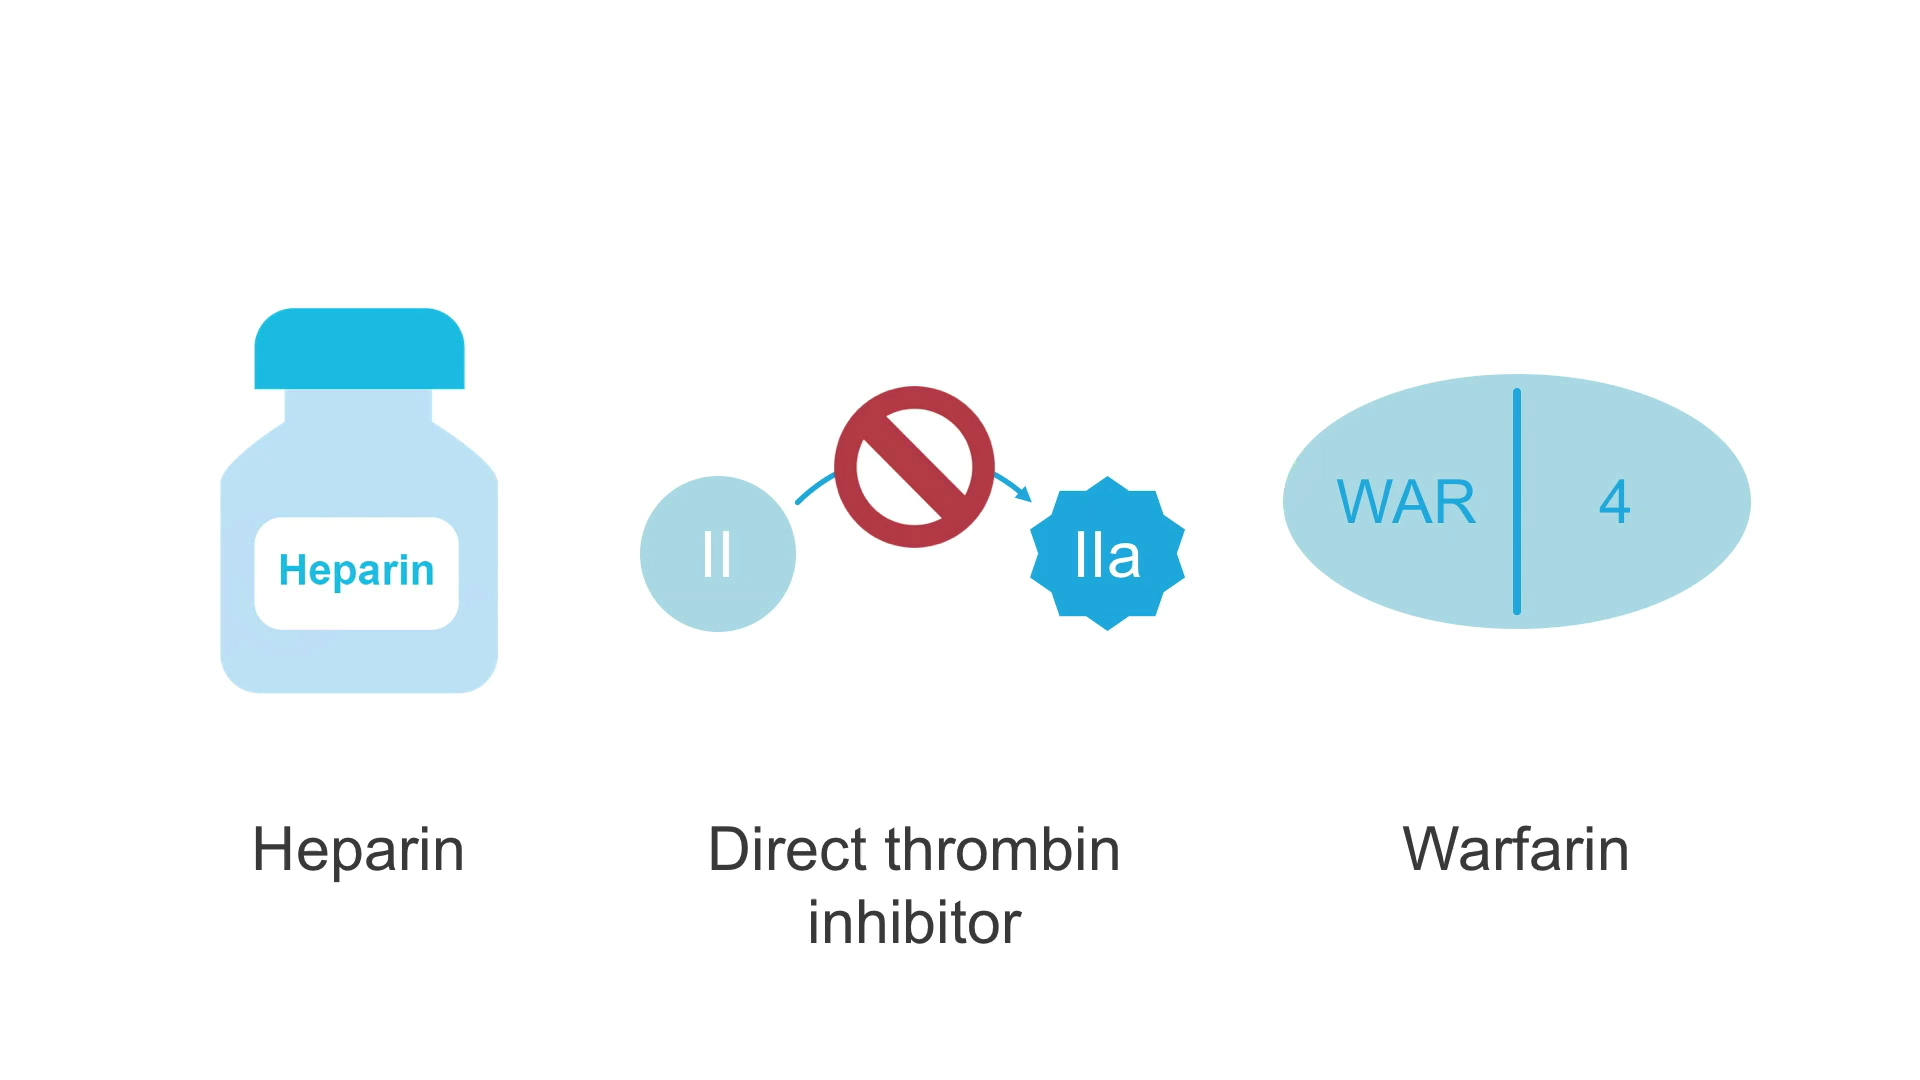 Heparin
II
IIa
WAR
4
Heparin
Direct thrombin
inhibitor
Warfarin